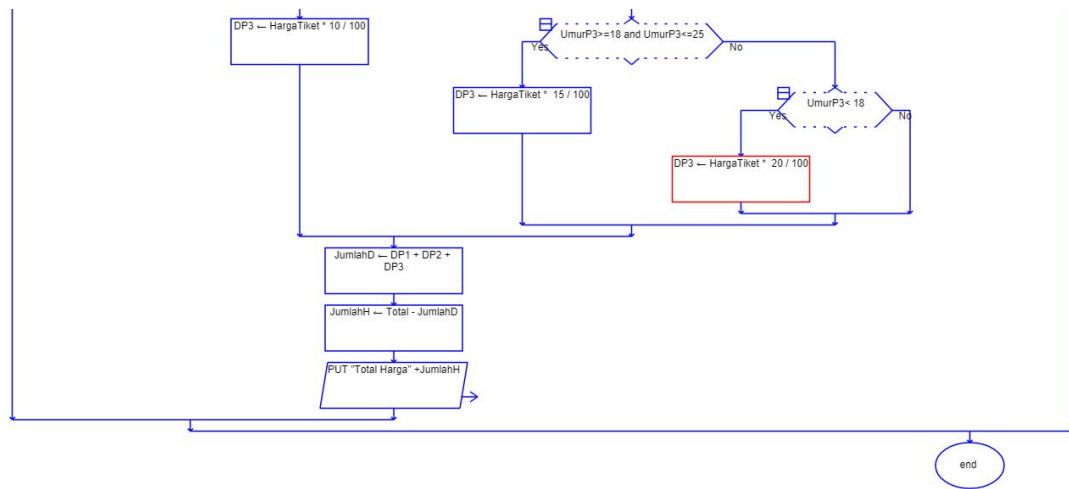 DP3 ← HargaTiket * 10 / 100
UmurP3>=18 and UmurP3<=25
Yes
No
DP3 ← HargaTiket * 15 / 100
UmurP3< 18
Yes
No
DP3 ← HargaTiket * 20 / 100
JumlahD ← DP1 + DP2 +
DP3
JumlahH ← Total - JumlahD
PUT "Total Harga" +JumlahH
end